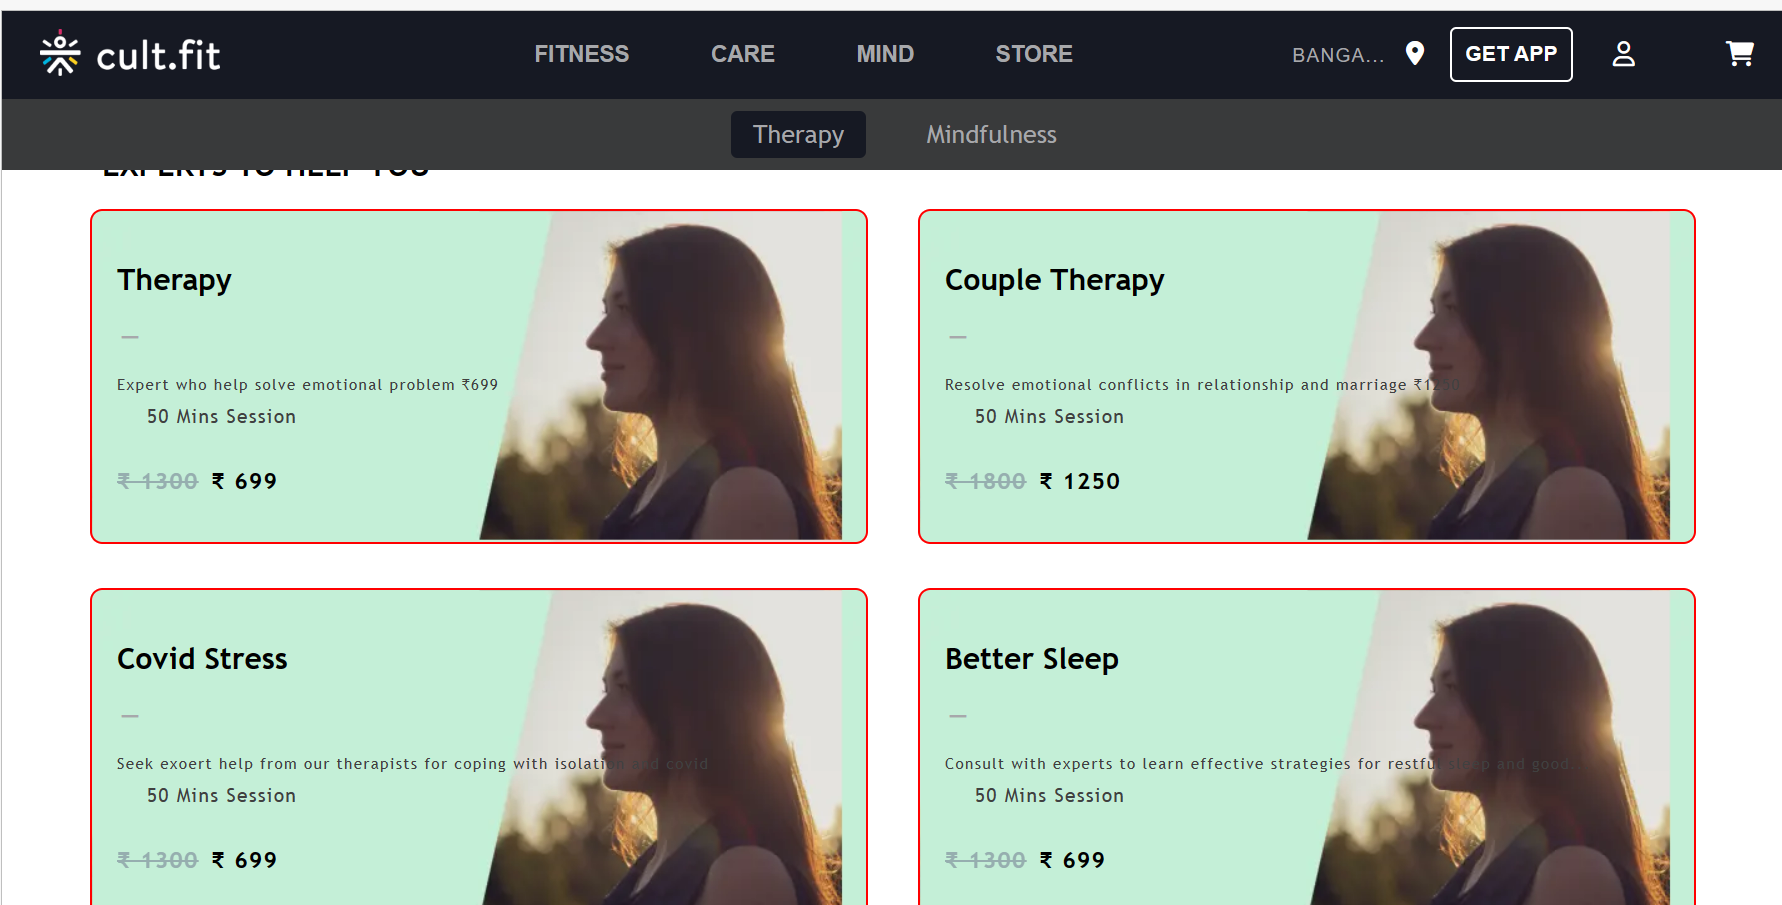 cult.fit
FITNESS CARE MIND STORE BANGA... GET APP
Therapy Mindfulness
EXPERTS TO HELP YOU
Therapy
Expert who help solve emotional problem ₹699
50 Mins Session
₹ 1300 ₹ 699
Couple Therapy
Resolve emotional conflicts in relationship and marriage ₹1250
50 Mins Session
₹ 1800 ₹ 1250
Covid Stress
Seek exoert help from our therapists for coping with isolation and covid
50 Mins Session
₹ 1300 ₹ 699
Better Sleep
Consult with experts to learn effective strategies for restful sleep and good.
50 Mins Session
₹ 1300 ₹ 699